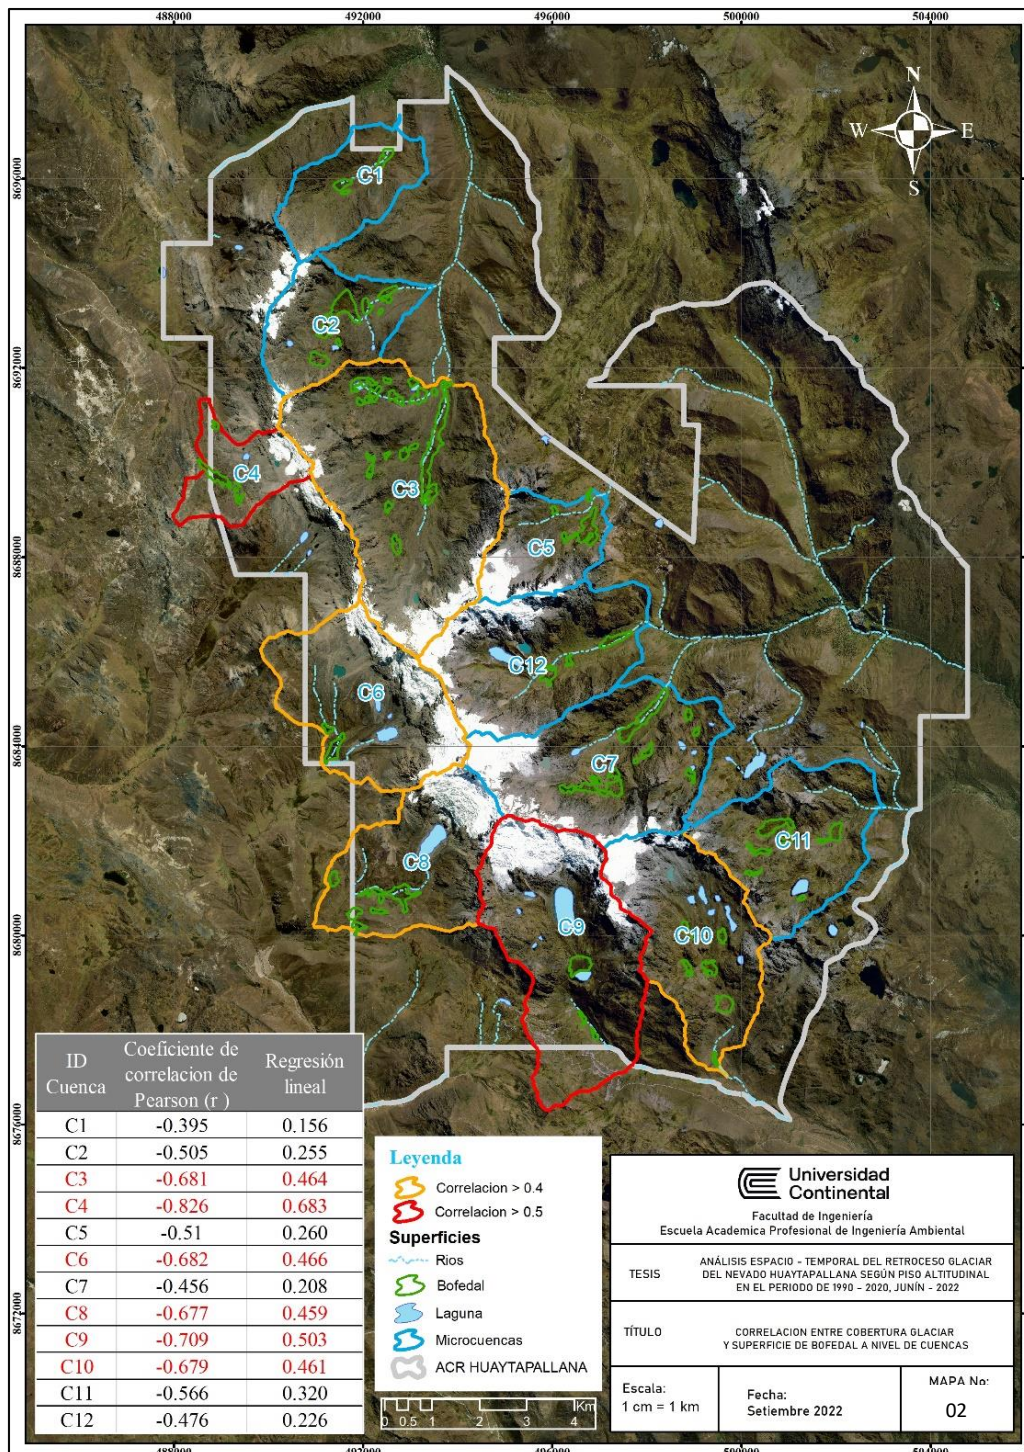 488000 492000 496000 500000 504000
N
W E
S
8696000
8692000
8688000
8684000
8680000
8676000
8672000
C1
C2
C4
C3
C5
C12
C6
C7
C8
C11
C9
C10
ID Cuenca Coeficiente de correlacion de Pearson (r ) Regresión lineal
C1 -0.395 0.156
C2 -0.505 0.255
C3 -0.681 0.464
C4 -0.826 0.683
C5 -0.51 0.260
C6 -0.682 0.466
C7 -0.456 0.208
C8 -0.677 0.459
C9 -0.709 0.503
C10 -0.679 0.461
C11 -0.566 0.320
C12 -0.476 0.226
Leyenda
Correlacion > 0.4
Correlacion > 0.5
Superficies
Rios
Bofedal
Laguna
Microcuencas
ACR HUAYTAPALLANA
Km
0 0.5 1 2 3 4
Universidad
Continental
Facultad de Ingeniería
Escuela Academica Profesional de Ingeniería Ambiental
TESIS
ANÁLISIS ESPACIO - TEMPORAL DEL RETROCESO GLACIAR
DEL NEVADO HUAYTAPALLANA SEGÚN PISO ALTITUDINAL
EN EL PERIODO DE 1990 - 2020, JUNÍN - 2022
TÍTULO
CORRELACION ENTRE COBERTURA GLACIAR
Y SUPERFICIE DE BOFEDAL A NIVEL DE CUENCAS
Escala:
1 cm = 1 km
Fecha:
Setiembre 2022
MAPA No:
02
488000 492000 496000 500000 504000